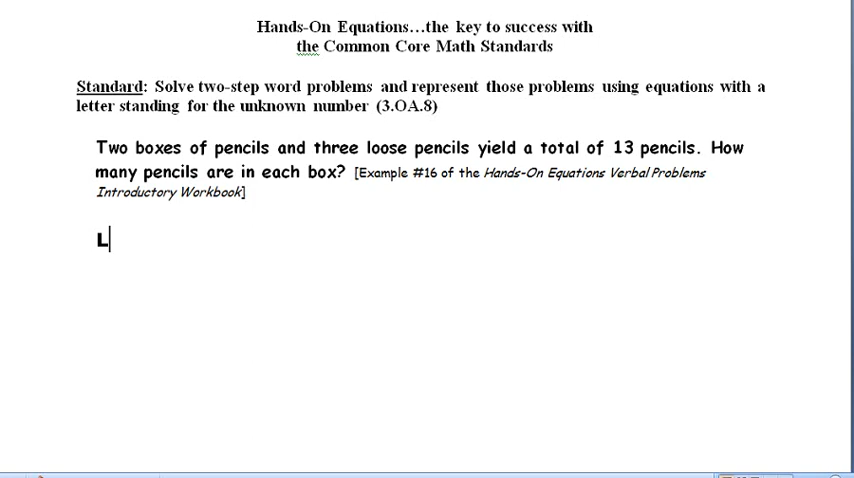 Hands-On Equations...the key to success with
the Common Core Math Standards
Standard: Solve two-step word problems and represent those problems using equations with a
letter standing for the unknown number (3.OA.8)
Two boxes of pencils and three loose pencils yield a total of 13 pencils. How
many pencils are in each box? [Example #16 of the Hands-On Equations Verbal Problems
Introductory Workbook]
L